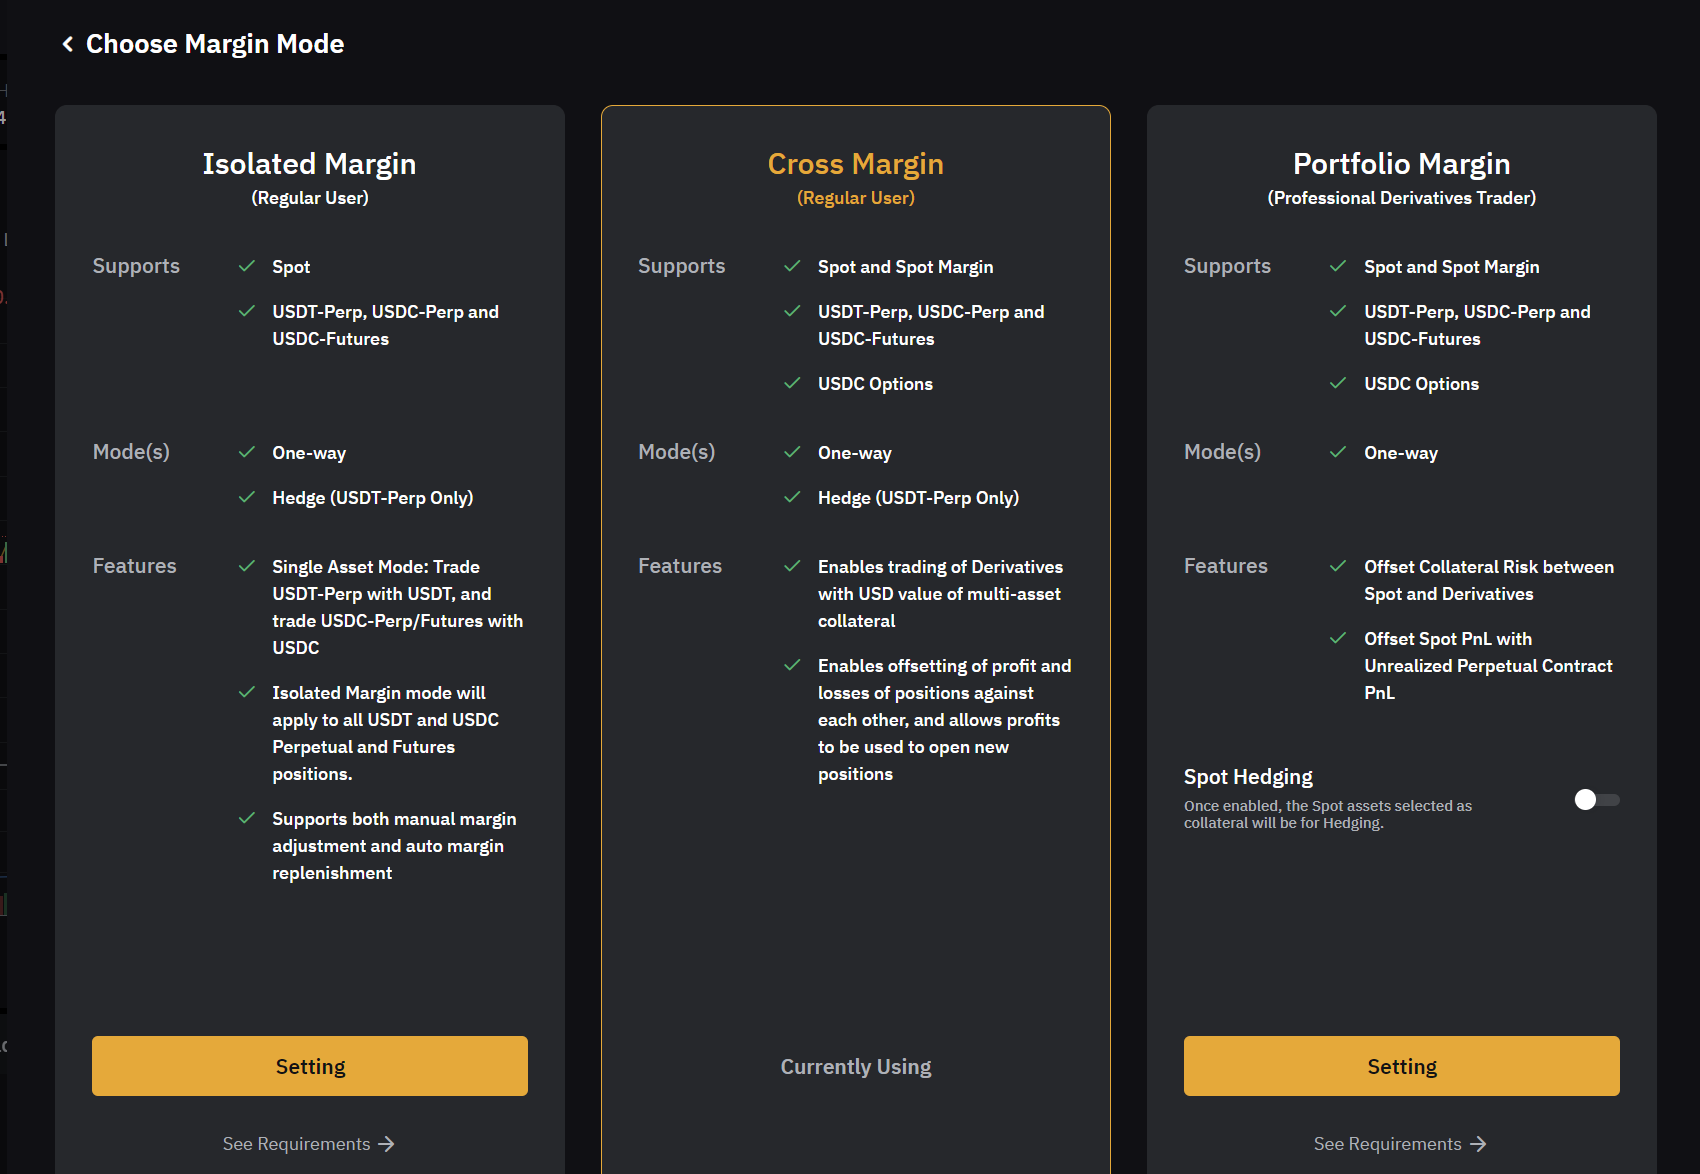 Choose Margin Mode
Isolated Margin
(Regular User)
Supports
Spot
USDT-Perp, USDC-Perp and
USDC-Futures
Mode(s)
One-way
Hedge (USDT-Perp Only)
Features
Single Asset Mode: Trade
USDT-Perp with USDT, and
trade USDC-Perp/Futures with
USDC
Isolated Margin mode will
apply to all USDT and USDC
Perpetual and Futures
positions.
Supports both manual margin
adjustment and auto margin
replenishment
Setting
See Requirements →
Cross Margin
(Regular User)
Supports
Spot and Spot Margin
USDT-Perp, USDC-Perp and
USDC-Futures
USDC Options
Mode(s)
One-way
Hedge (USDT-Perp Only)
Features
Enables trading of Derivatives
with USD value of multi-asset
collateral
Enables offsetting of profit and
losses of positions against
each other, and allows profits
to be used to open new
positions
Currently Using
Portfolio Margin
(Professional Derivatives Trader)
Supports
Spot and Spot Margin
USDT-Perp, USDC-Perp and
USDC-Futures
USDC Options
Mode(s)
One-way
Features
Offset Collateral Risk between
Spot and Derivatives
Offset Spot PnL with
Unrealized Perpetual Contract
PnL
Spot Hedging
Once enabled, the Spot assets selected as
collateral will be for Hedging.
Setting
See Requirements →